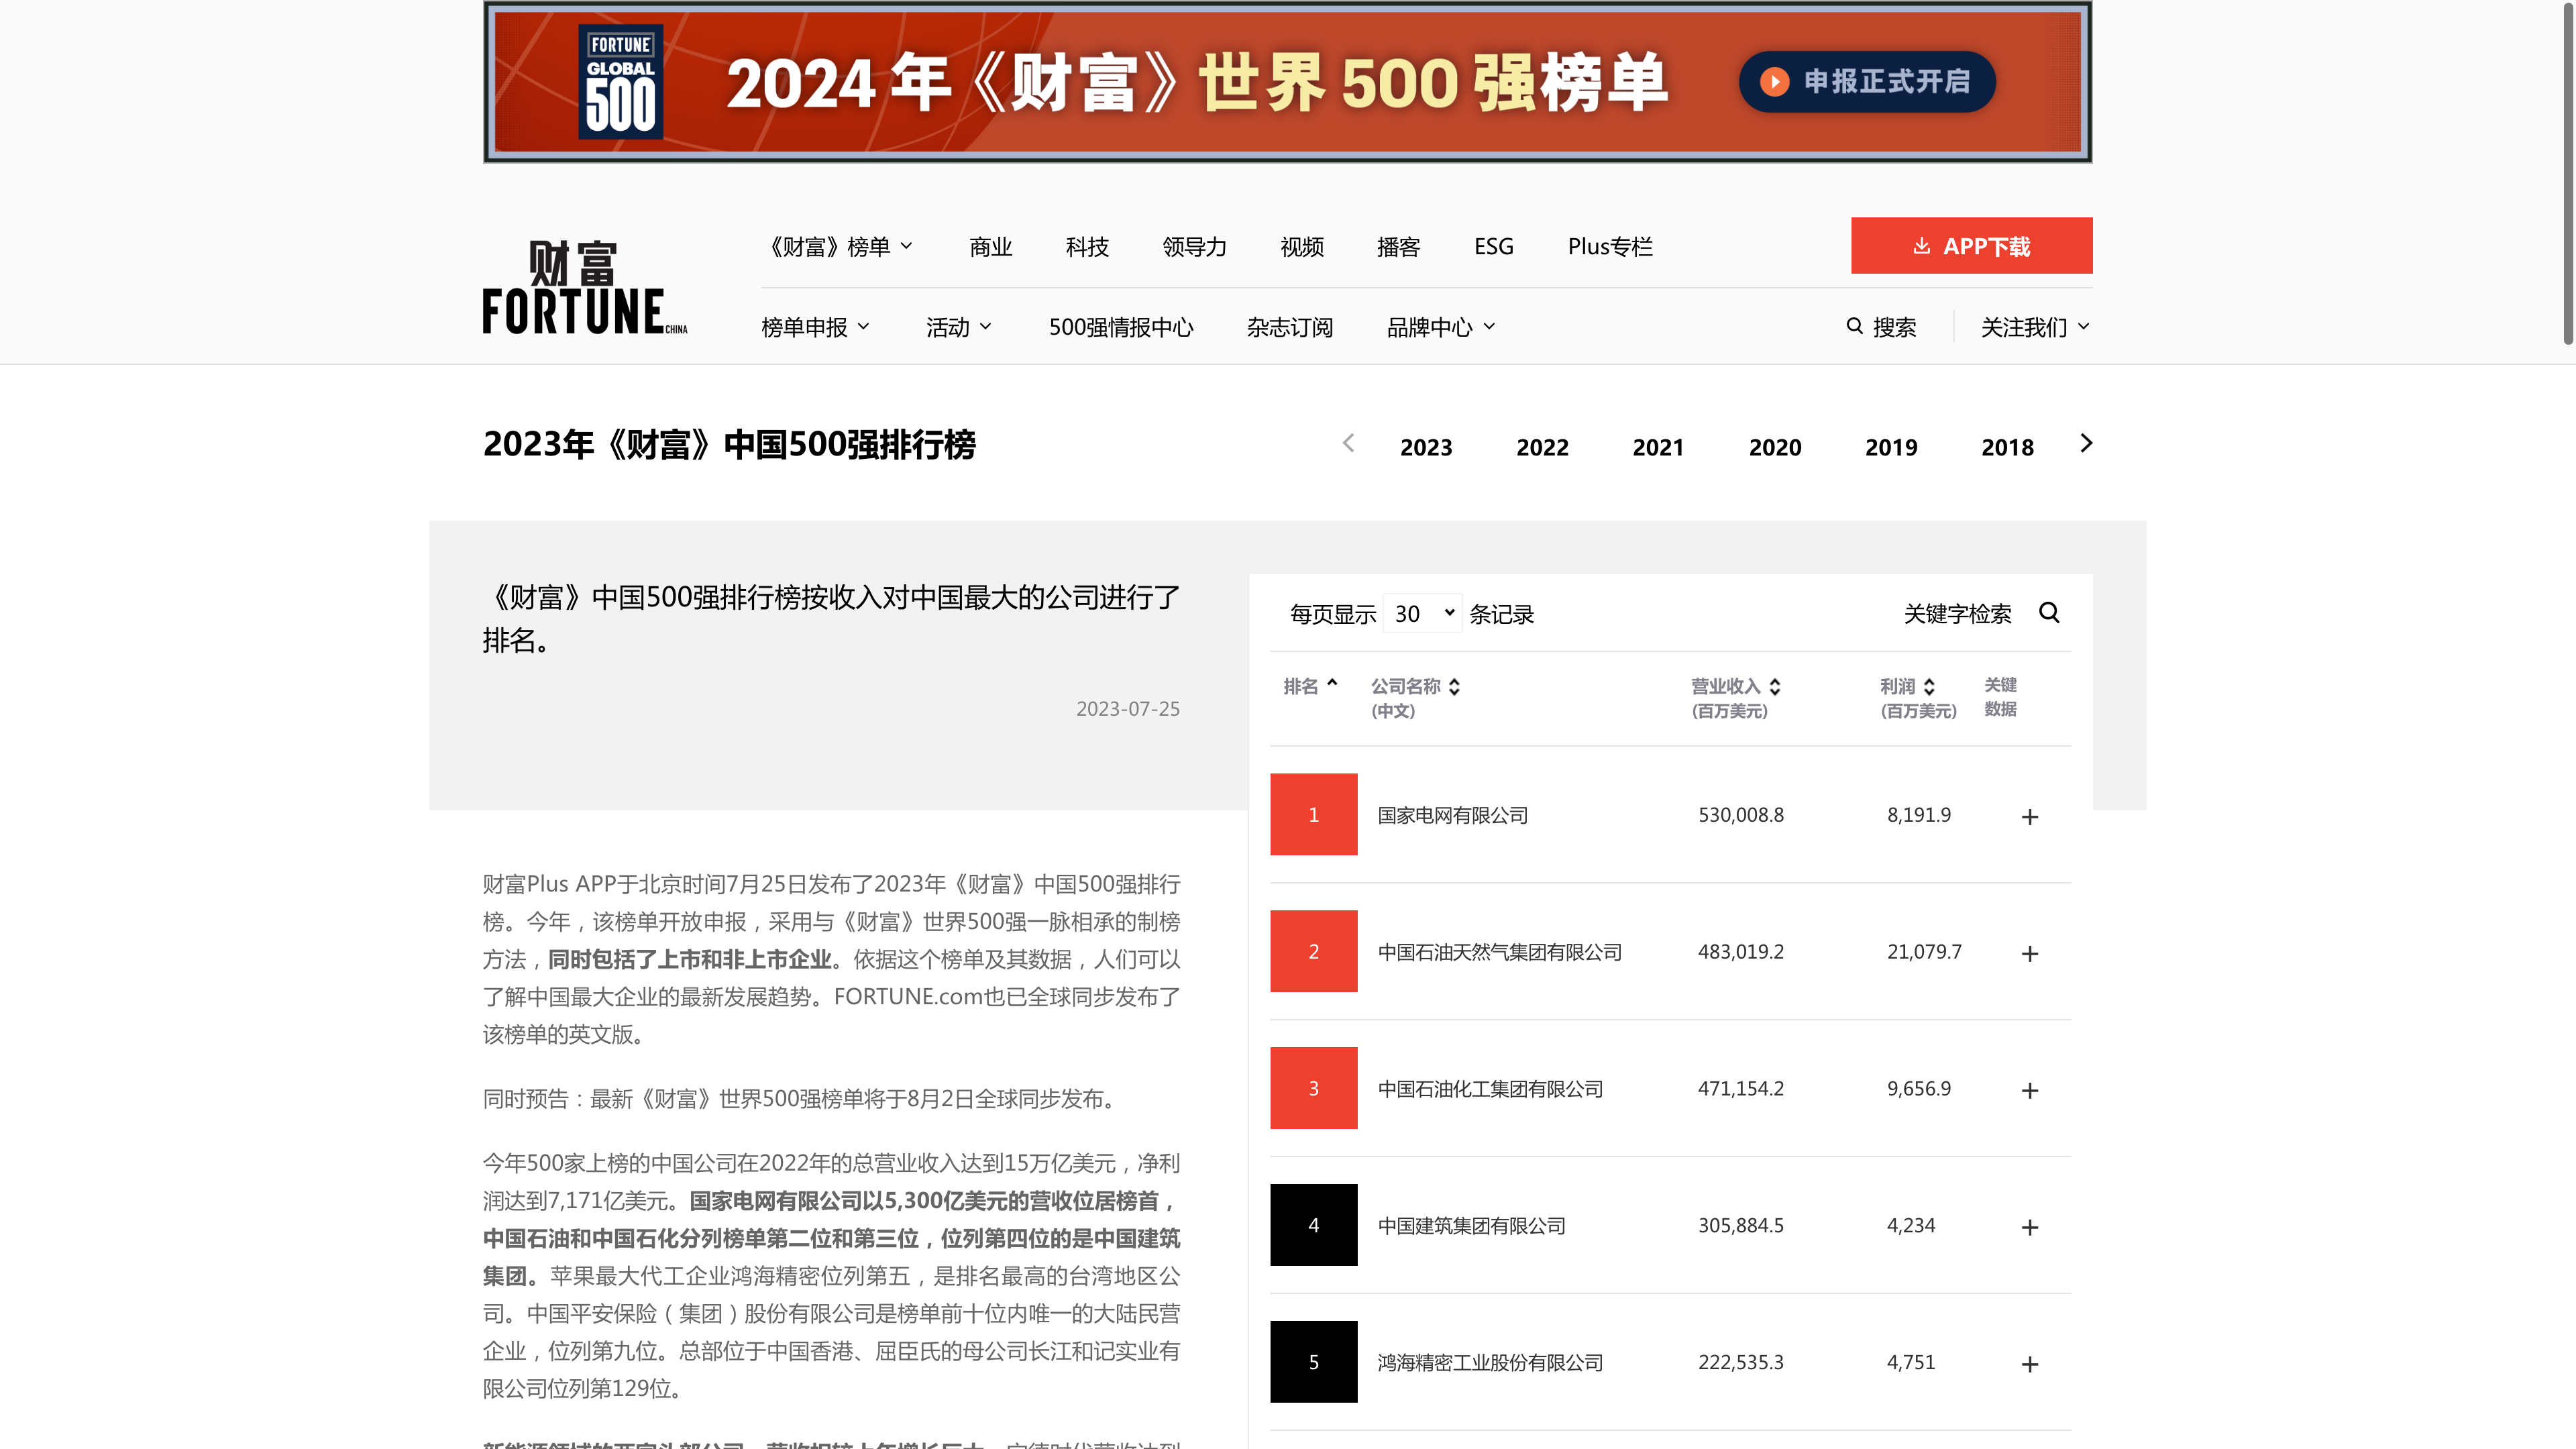 FORTUNE
GLOBAL
500
2024年《财富》世界500强榜单
申报正式开启
财富
FORTUNE CHINA
《财富》榜单
商业
科技
领导力
视频
播客
ESG
Plus专栏
APP下载
榜单申报
活动
500强情报中心
杂志订阅
品牌中心
搜索
关注我们
2023年《财富》中国500强排行榜
2023 2022 2021 2020 2019 2018
《财富》中国500强排行榜按收入对中国最大的公司进行了
排名。
2023-07-25
财富Plus APP于北京时间7月25日发布了2023年《财富》中国500强排行
榜。今年，该榜单开放申报，采用与《财富》世界500强一脉相承的制榜
方法，同时包括了上市和非上市企业。依据这个榜单及其数据，人们可以
了解中国最大企业的最新发展趋势。FORTUNE.com也已全球同步发布了
该榜单的英文版。
同时预告：最新《财富》世界500强榜单将于8月2日全球同步发布。
今年500家上榜的中国公司在2022年的总营业收入达到15万亿美元，净利
润达到7,171亿美元。国家电网有限公司以5,300亿美元的营收位居榜首，
中国石油和中国石化分列榜单第二位和第三位，位列第四位的是中国建筑
集团。苹果最大代工企业鸿海精密位列第五，是排名最高的台湾地区公
司。中国平安保险（集团）股份有限公司是榜单前十位内唯一的大陆民营
企业，位列第九位。总部位于中国香港、屈臣氏的母公司长江和记实业有
限公司位列第129位。
每页显示 30 条记录
关键字检索
排名 公司名称 营业收入 利润 关键
(中文) (百万美元) (百万美元) 数据
1 国家电网有限公司 530,008.8 8,191.9 +
2 中国石油天然气集团有限公司 483,019.2 21,079.7 +
3 中国石油化工集团有限公司 471,154.2 9,656.9 +
4 中国建筑集团有限公司 305,884.5 4,234 +
5 鸿海精密工业股份有限公司 222,535.3 4,751 +